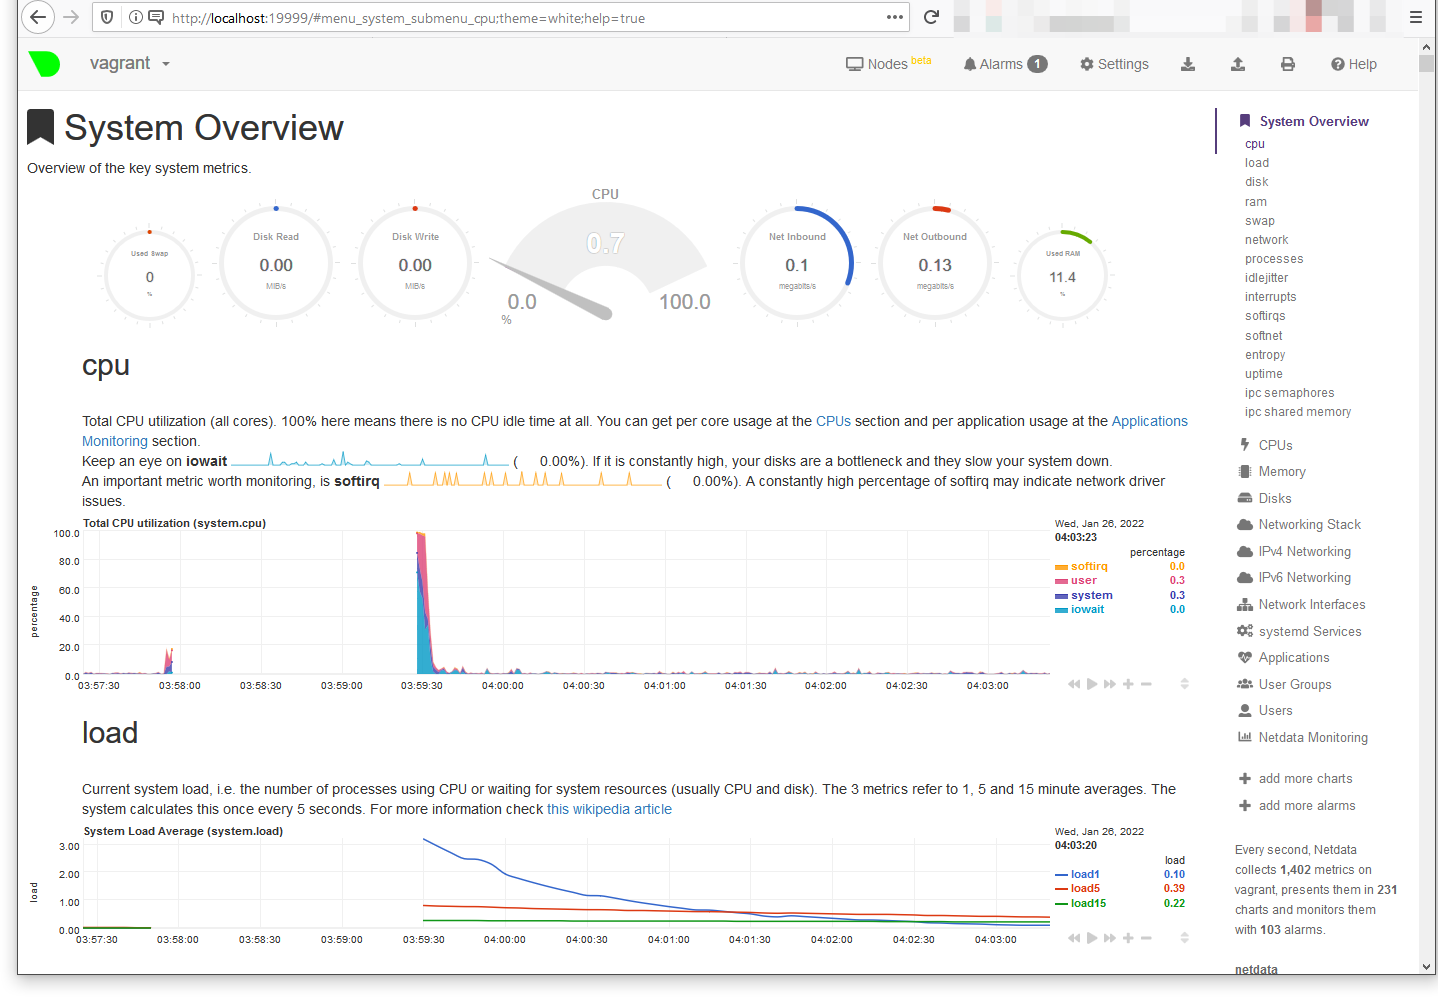 http://localhost:19999/#menu_system_submenu_cpu;theme=white;help=true
vagrant
Nodes beta
Alarms 1
Settings
Help
System Overview
Overview of the key system metrics.
Used Swap
0
%
Disk Read
0.00
MiB/s
Disk Write
0.00
MiB/s
CPU
0.7
0.0
100.0
%
Net Inbound
0.1
megabits/s
Net Outbound
0.13
megabits/s
Used RAM
11.4
%
cpu
Total CPU utilization (all cores). 100% here means there is no CPU idle time at all. You can get per core usage at the CPUs section and per application usage at the Applications
Monitoring section.
Keep an eye on iowait ( 0.00%). If it is constantly high, your disks are a bottleneck and they slow your system down.
An important metric worth monitoring, is softirq ( 0.00%). A constantly high percentage of softirq may indicate network driver
issues.
Total CPU utilization (system.cpu)
percentage
100.0
80.0
60.0
40.0
20.0
0.0
03:57:30 03:58:00 03:58:30 03:59:00 03:59:30 04:00:00 04:00:30 04:01:00 04:01:30 04:02:00 04:02:30 04:03:00
Wed, Jan 26, 2022
04:03:23
percentage
softirq 0.0
user 0.3
system 0.3
iowait 0.0
load
Current system load, i.e. the number of processes using CPU or waiting for system resources (usually CPU and disk). The 3 metrics refer to 1, 5 and 15 minute averages. The
system calculates this once every 5 seconds. For more information check this wikipedia article
System Load Average (system.load)
load
3.00
2.00
1.00
0.00
03:57:30 03:58:00 03:58:30 03:59:00 03:59:30 04:00:00 04:00:30 04:01:00 04:01:30 04:02:00 04:02:30 04:03:00
Wed, Jan 26, 2022
04:03:20
load
load1 0.10
load5 0.39
load15 0.22
System Overview
cpu
load
disk
ram
swap
network
processes
idlejitter
interrupts
softirqs
softnet
entropy
uptime
ipc semaphores
ipc shared memory
CPUs
Memory
Disks
Networking Stack
IPv4 Networking
IPv6 Networking
Network Interfaces
systemd Services
Applications
User Groups
Users
Netdata Monitoring
add more charts
add more alarms
Every second, Netdata
collects 1,402 metrics on
vagrant, presents them in 231
charts and monitors them
with 103 alarms.
netdata